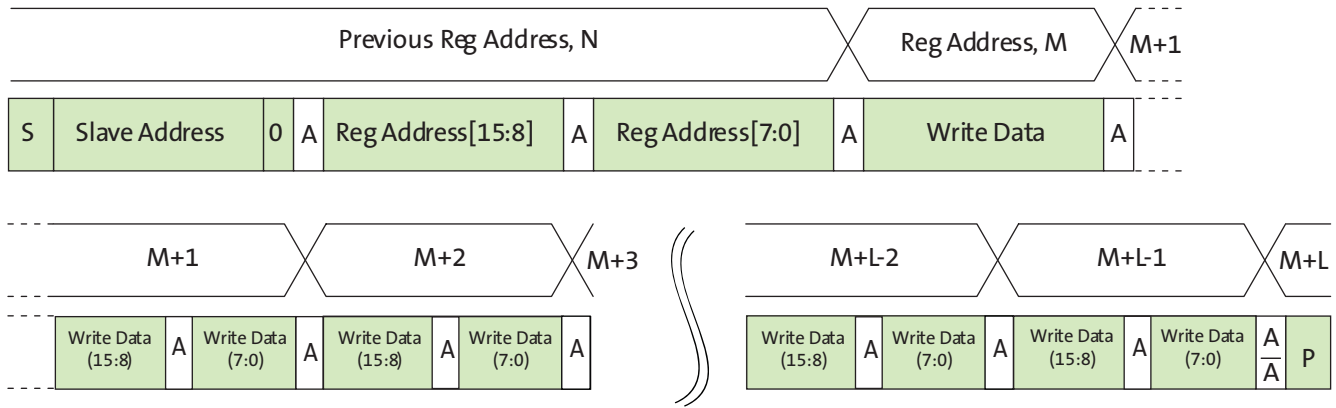 Previous Reg Address, N Reg Address, M M+1
S Slave Address 0 A Reg Address[15:8] A Reg Address[7:0] A Write Data A
M+1 M+2 M+3 M+L-2 M+L-1 M+L
Write Data (15:8) A Write Data (7:0) A Write Data (15:8) A Write Data (7:0) A Write Data (15:8) A Write Data (7:0) A Write Data (15:8) A Write Data (7:0) A/A̅ P